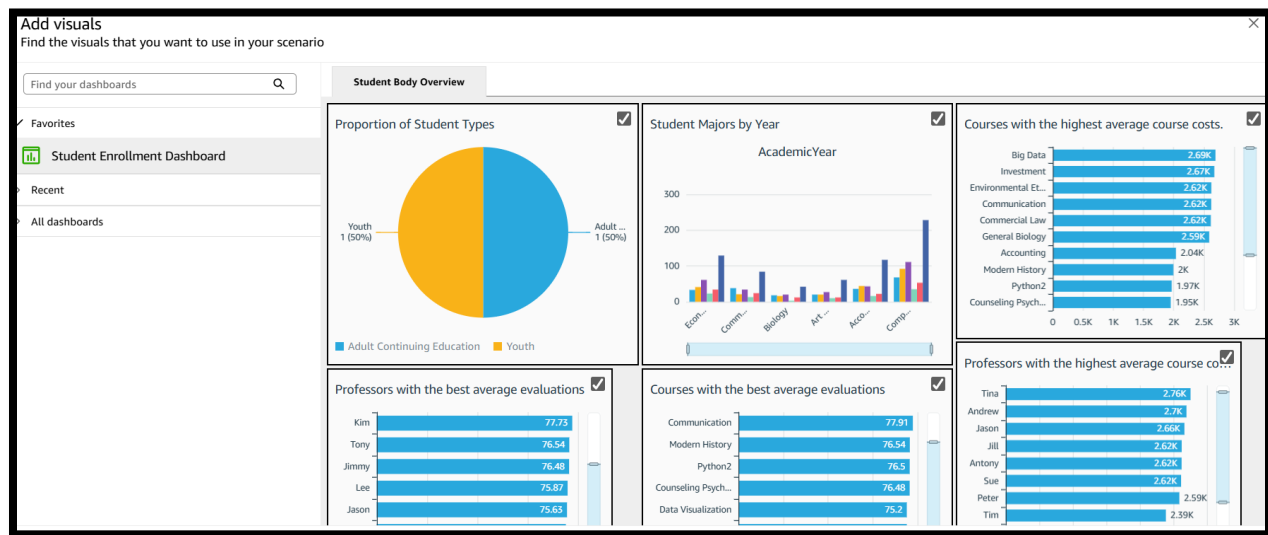 Add visuals
Find the visuals that you want to use in your scenario
Find your dashboards
Favorites
Student Enrollment Dashboard
Recent
All dashboards
Student Body Overview
Proportion of Student Types
Youth
1 (50%)
Adult ...
1 (50%)
Adult Continuing Education
Youth
Student Majors by Year
AcademicYear
300
200
100
0
Econ...
Comm...
Biology
Art ...
Acco...
Comp...
Courses with the highest average course costs.
Big Data 2.69K
Investment 2.67K
Environmental Et... 2.62K
Communication 2.62K
Commercial Law 2.62K
General Biology 2.59K
Accounting 2.04K
Modern History 2K
Python2 1.97K
Counseling Psych... 1.95K
0 0.5K 1K 1.5K 2K 2.5K 3K
Professors with the best average evaluations
Kim 77.73
Tony 76.54
Jimmy 76.48
Lee 75.87
Jason 75.63
Courses with the best average evaluations
Communication 77.91
Modern History 76.54
Python2 76.5
Counseling Psych... 76.48
Data Visualization 75.2
Professors with the highest average course co...
Tina 2.76K
Andrew 2.7K
Jason 2.66K
Jill 2.62K
Antony 2.62K
Sue 2.62K
Peter 2.59K
Tim 2.39K